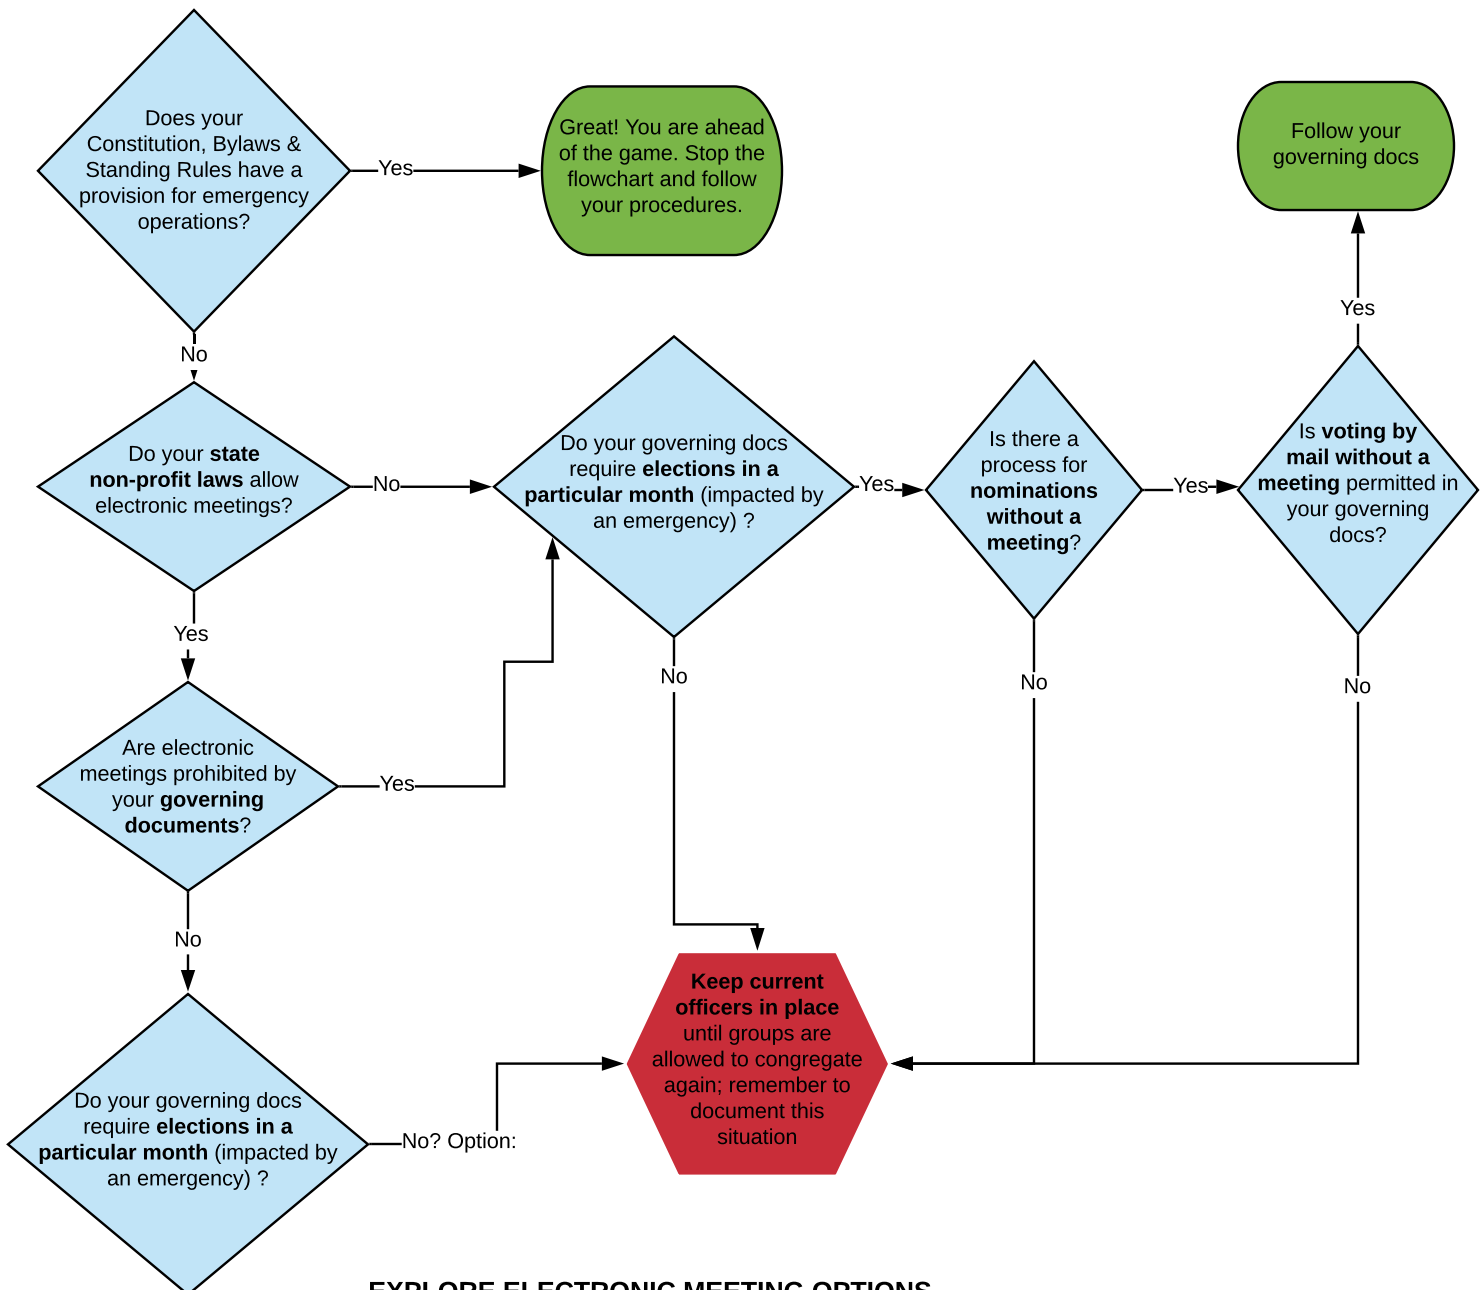 Does your
Constitution, Bylaws &
Standing Rules have a
provision for emergency
operations?
Yes
Great! You are ahead
of the game. Stop the
flowchart and follow
your procedures.
Follow your
governing docs
Yes
No
Do your state
non-profit laws allow
electronic meetings?
No
Do your governing docs
require elections in a
particular month (impacted by
an emergency) ?
Yes
Is there a
process for
nominations
without a
meeting?
Yes
Is voting by
mail without a
meeting permitted in
your governing
docs?
Yes
No
No
No
Are electronic
meetings prohibited by
your governing
documents?
Yes
No
Keep current
officers in place
until groups are
allowed to congregate
again; remember to
document this
situation
Do your governing docs
require elections in a
particular month (impacted by
an emergency) ?
No? Option:
EXPLORE ELECTRONIC MEETING OPTIONS